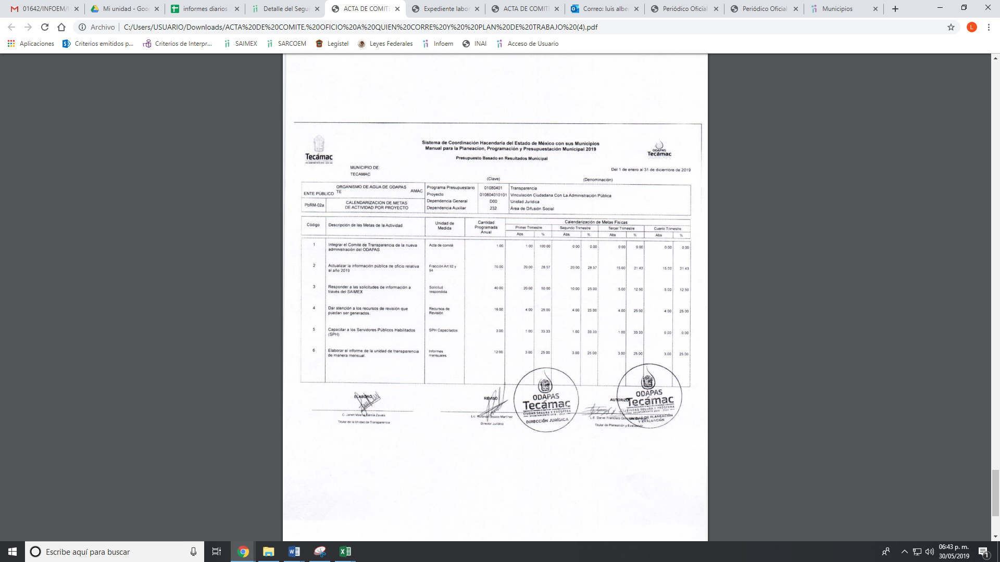 01642/INFOEM/
Mi unidad - Goo
informes diarios
Detalle del Segui
ACTA DE COMITE
Expediente labor
ACTA DE COMITE
Correo: luis albe
Periódico Oficial
Periódico Oficial
Municipios
Archivo
C:/Users/USUARIO/Downloads/ACTA%20DE%20COMITE,%20OFICIO%20A%20QUIEN%20CORRE%20Y%20%20PLAN%20DE%20TRABAJO%20(4).pdf
L
Aplicaciones
Criterios emitidos p...
Criterios de Interpr...
SAIMEX
SARCOEM
Legistel
Leyes Federales
Infoem
INAI
Acceso de Usuario
Tecámac
Sistema de Coordinación Hacendaria del Estado de México con sus Municipios
Manual para la Planeacion, Programación y Presupuestación Municipal 2019
Presupuesto Basado en Resultados Municipal
ODAPAS
Tecámac
MUNICIPIO DE:
TECAMAC
Del 1 de enero al 31 de diciembre de 2019
(Clave)
(Denominación)
ENTE PÚBLICO
ORGANISMO DE AGUA DE ODAPAS
TE
AMAC
PbRM-02a
CALENDARIZACION DE METAS
DE ACTIVIDAD POR PROYECTO
Programa Presupuestario 01080401 Transparencia
Proyecto 010804010101 Vinculación Ciudadana Con La Administración Pública
Dependencia General D00 Unidad Jurídica
Dependencia Auxiliar 232 Área de Difusión Social
Código
Descripción de las Metas de la Actividad
Unidad de
Medida
Cantidad
Programada
Anual
Calendarización de Metas Fisicas
Primer Trimestre Segundo Trimestre Tercer Trimestre Cuarto Trimestre
Abs % Abs % Abs % Abs %
1 Integrar el Comité de Transparencia de la nueva Acta de comité 1.00 1.00 100.00 0.00 0.00 0.00 0.00 0.00 0.00
administración del ODAPAS
2 Actualizar la información pública de oficio relativa Fracción Art.92 y 70.00 20.00 28.57 20.00 28.57 15.00 21.43 15.00 21.43
al año 2019 94
3 Responder a las solicitudes de información a Solicitud 40.00 20.00 50.00 10.00 25.00 5.00 12.50 5.00 12.50
través del SAIMEX respondida
4 Dar atención a los recursos de revisión que Recursos de 16.00 4.00 25.00 4.00 25.00 4.00 25.00 4.00 25.00
puedan ser generados. Revisión
5 Capacitar a los Servidores Públicos Habilitados SPH Capacitados 3.00 1.00 33.33 1.00 33.33 1.00 33.33 0.00 0.00
(SPH)
6 Elaborar el informe de la unidad de transparencia Informes 12.00 3.00 25.00 3.00 25.00 3.00 25.00 3.00 25.00
de manera mensual. mensuales
ELABORÓ
C. Janet García Zavala
Titular de la Unidad de Transparencia
REVISÓ
Lic. Rolando Orozco Martínez
Director Jurídico
ODAPAS
Tecámac
CIUDAD SEGURA Y PRÓSPERA
AYUNTAMIENTO 2019 - 2021
DIRECCIÓN JURÍDICA
AUTORIZÓ
L.E. Daniel Francisco
Titular de Planeación y Evaluación
ODAPAS
Tecámac
CIUDAD SEGURA Y PRÓSPERA
AYUNTAMIENTO 2019 - 2021
UNIDAD DE PLANEACIÓN
Y EVALUACIÓN
Escribe aquí para buscar
06:43 p. m.
30/05/2019
1